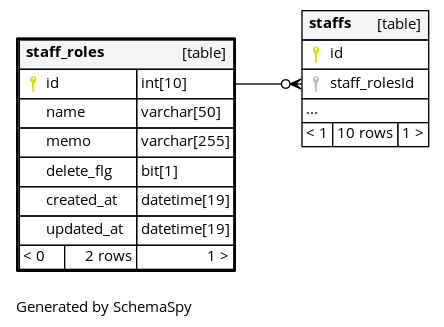 staff_roles [table]
id int[10]
name varchar[50]
memo varchar[255]
delete_flg bit[1]
created_at datetime[19]
updated_at datetime[19]
< 0 2 rows 1 >
staffs [table]
id
staff_rolesId
...
< 1 10 rows 1 >
Generated by SchemaSpy